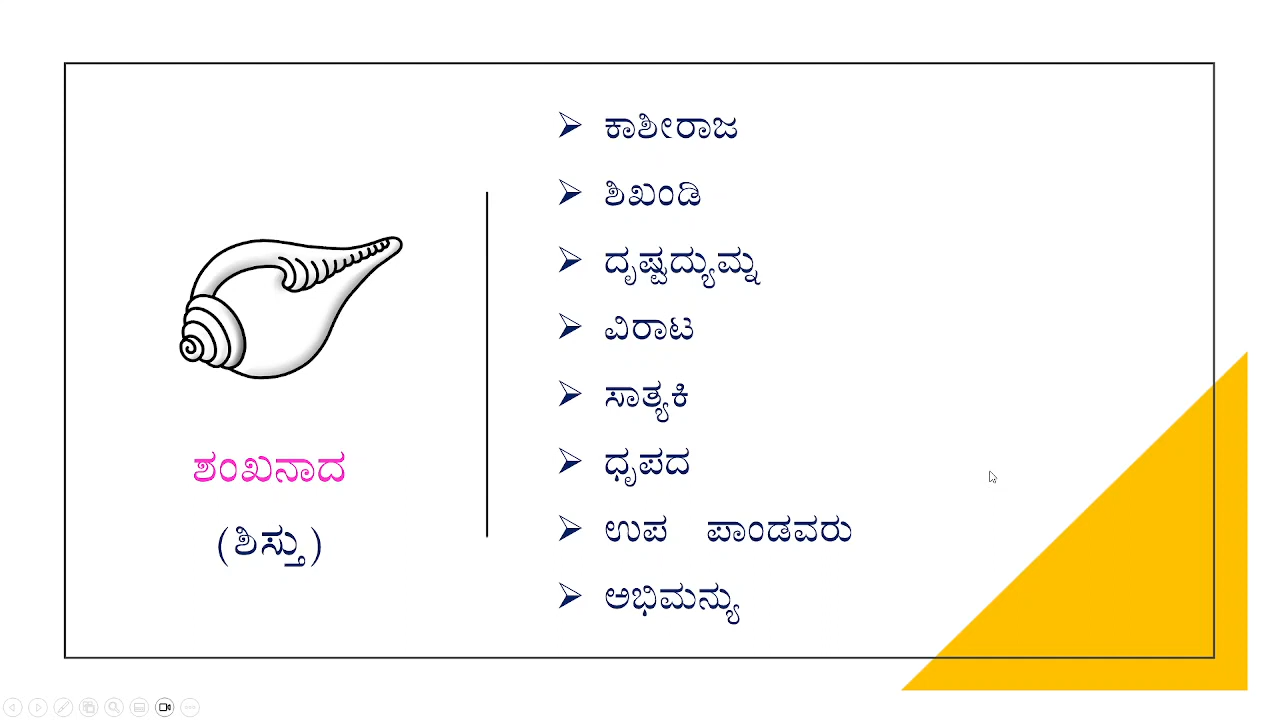 ಶಂಖನಾದ
(ಶಿಸ್ತು)
ಕಾಶೀರಾಜ
ಶಿಖಂಡಿ
ದೃಷ್ಟದ್ಯುಮ್ನ
ವಿರಾಟ
ಸಾತ್ಯಕಿ
ಧೃಪದ
ಉಪ ಪಾಂಡವರು
ಅಭಿಮನ್ಯು